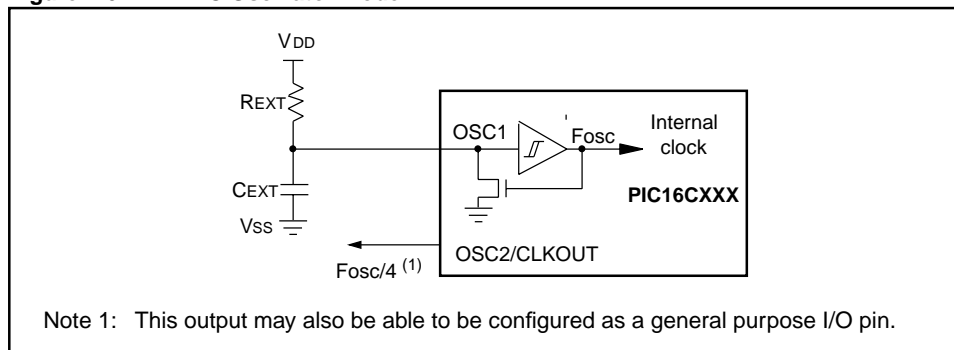 VDD
REXT
OSC1
Fosc
Internal
clock
CEXT
PIC16CXXX
VSS
OSC2/CLKOUT
Fosc/4 (1)
Note 1: This output may also be able to be configured as a general purpose I/O pin.